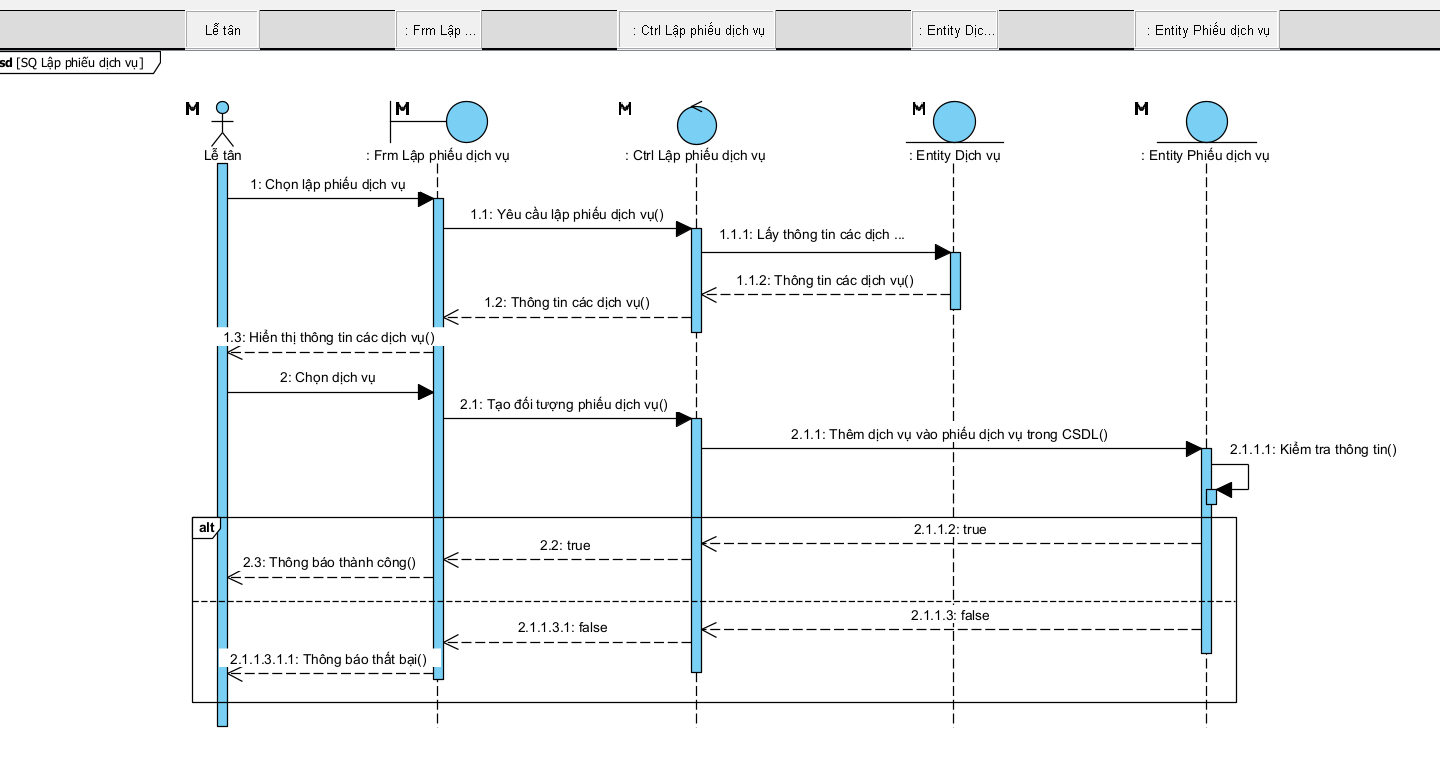 Lễ tân
: Frm Lập ...
: Ctrl Lập phiếu dịch vụ
: Entity Dịc...
: Entity Phiếu dịch vụ
sd [SQ Lập phiếu dịch vụ]
M
M
M
M
M
Lễ tân
: Frm Lập phiếu dịch vụ
: Ctrl Lập phiếu dịch vụ
: Entity Dịch vụ
: Entity Phiếu dịch vụ
1: Chọn lập phiếu dịch vụ
1.1: Yêu cầu lập phiếu dịch vụ()
1.1.1: Lấy thông tin các dịch ...
1.1.2: Thông tin các dịch vụ()
1.2: Thông tin các dịch vụ()
1.3: Hiển thị thông tin các dịch vụ()
2: Chọn dịch vụ
2.1: Tạo đối tượng phiếu dịch vụ()
2.1.1: Thêm dịch vụ vào phiếu dịch vụ trong CSDL()
2.1.1.1: Kiểm tra thông tin()
alt
2.1.1.2: true
2.2: true
2.3: Thông báo thành công()
2.1.1.3: false
2.1.1.3.1: false
2.1.1.3.1.1: Thông báo thất bại()